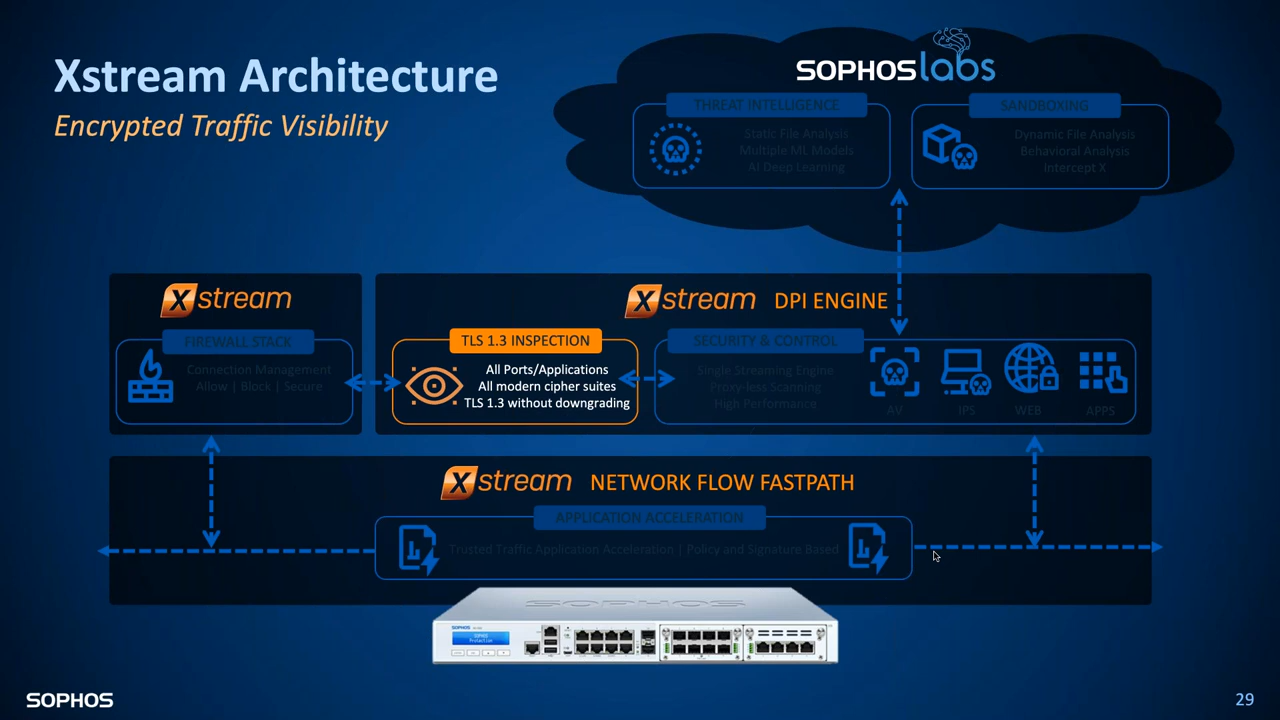 Xstream Architecture
Encrypted Traffic Visibility
SOPHOSlabs
THREAT INTELLIGENCE
Static File Analysis
Multiple ML Models
AI Deep Learning
SANDBOXING
Dynamic File Analysis
Behavioral Analysis
Intercept X
Xstream
FIREWALL STACK
Connection Management
Allow | Block | Secure
Xstream DPI ENGINE
TLS 1.3 INSPECTION
All Ports/Applications
All modern cipher suites
TLS 1.3 without downgrading
SECURITY & CONTROL
Single Streaming Engine
Proxy-less Scanning
High Performance
AV
IPS
WEB
APPS
Xstream NETWORK FLOW FASTPATH
APPLICATION ACCELERATION
Trusted Traffic Application Acceleration | Policy and Signature Based
SOPHOS
SOPHOS
SOPHOS
Protection
SOPHOS
29